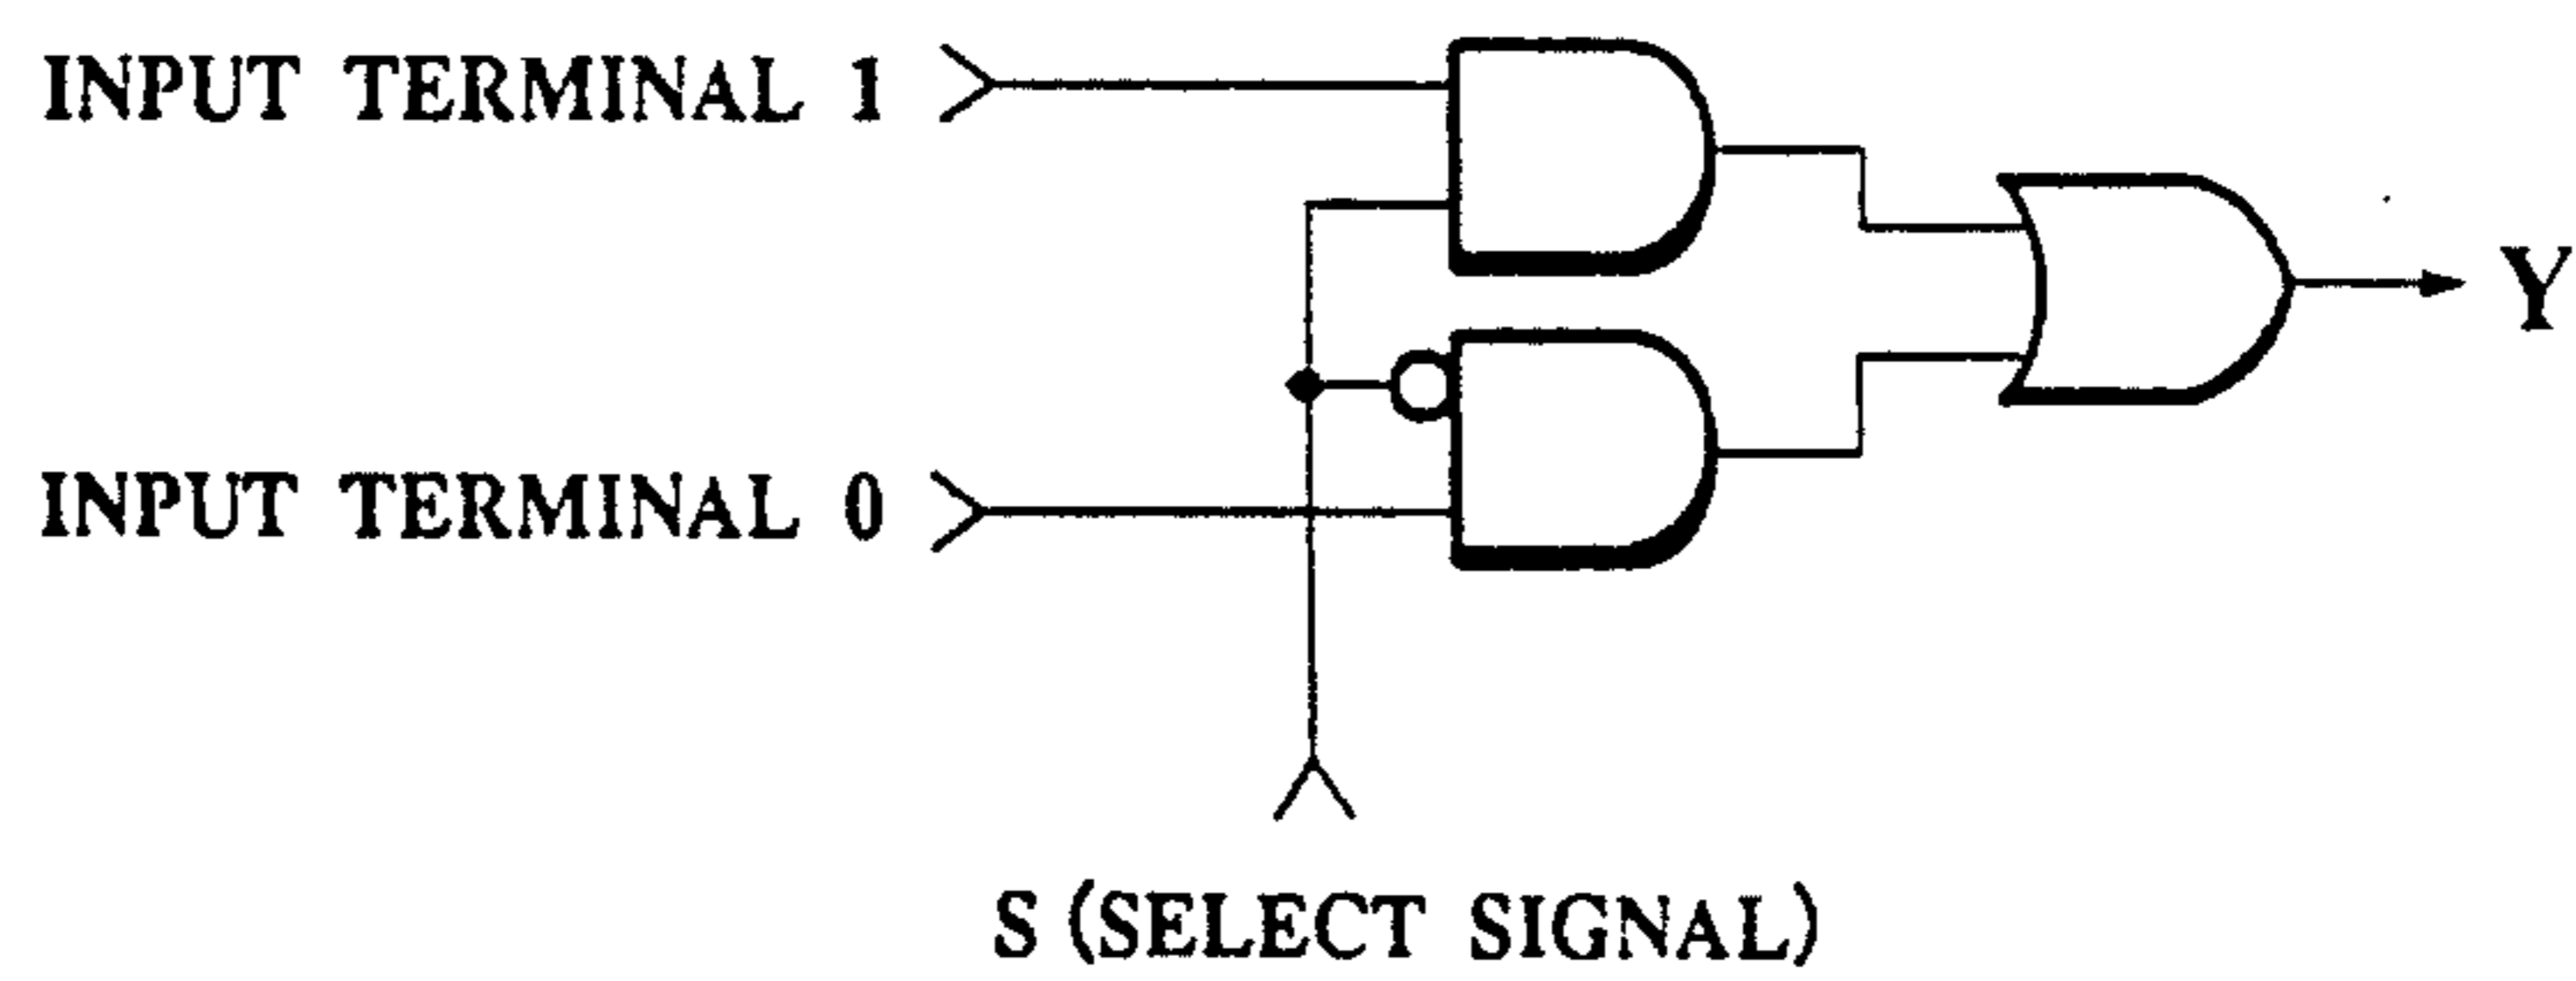 INPUT TERMINAL 1
Y
INPUT TERMINAL 0
S (SELECT SIGNAL)